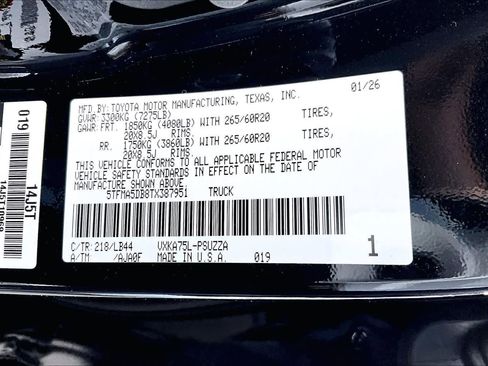 MFD.BY:TOYOTA MOTOR MANUFACTURING, TEXAS, INC. 01/26
GVWR:3300KG (7275LB)
GAWR:FRT. 1850KG (4080LB) WITH 265/60R20 TIRES,
20X8.5J RIMS.
RR. 1750KG (3860LB) WITH 265/60R20 TIRES,
20X8.5J RIMS.
THIS VEHICLE CONFORMS TO ALL APPLICABLE FEDERAL MOTOR
VEHICLE SAFETY STANDARDS IN EFFECT ON THE DATE OF
MANUFACTURE SHOWN ABOVE.
5TFMA5DB8TX387951 TRUCK
C/TR:218/LB44 VXKA75L-PSUZZA
A/TM: /AJA0F MADE IN U.S.A. 019
1
019
14J5T